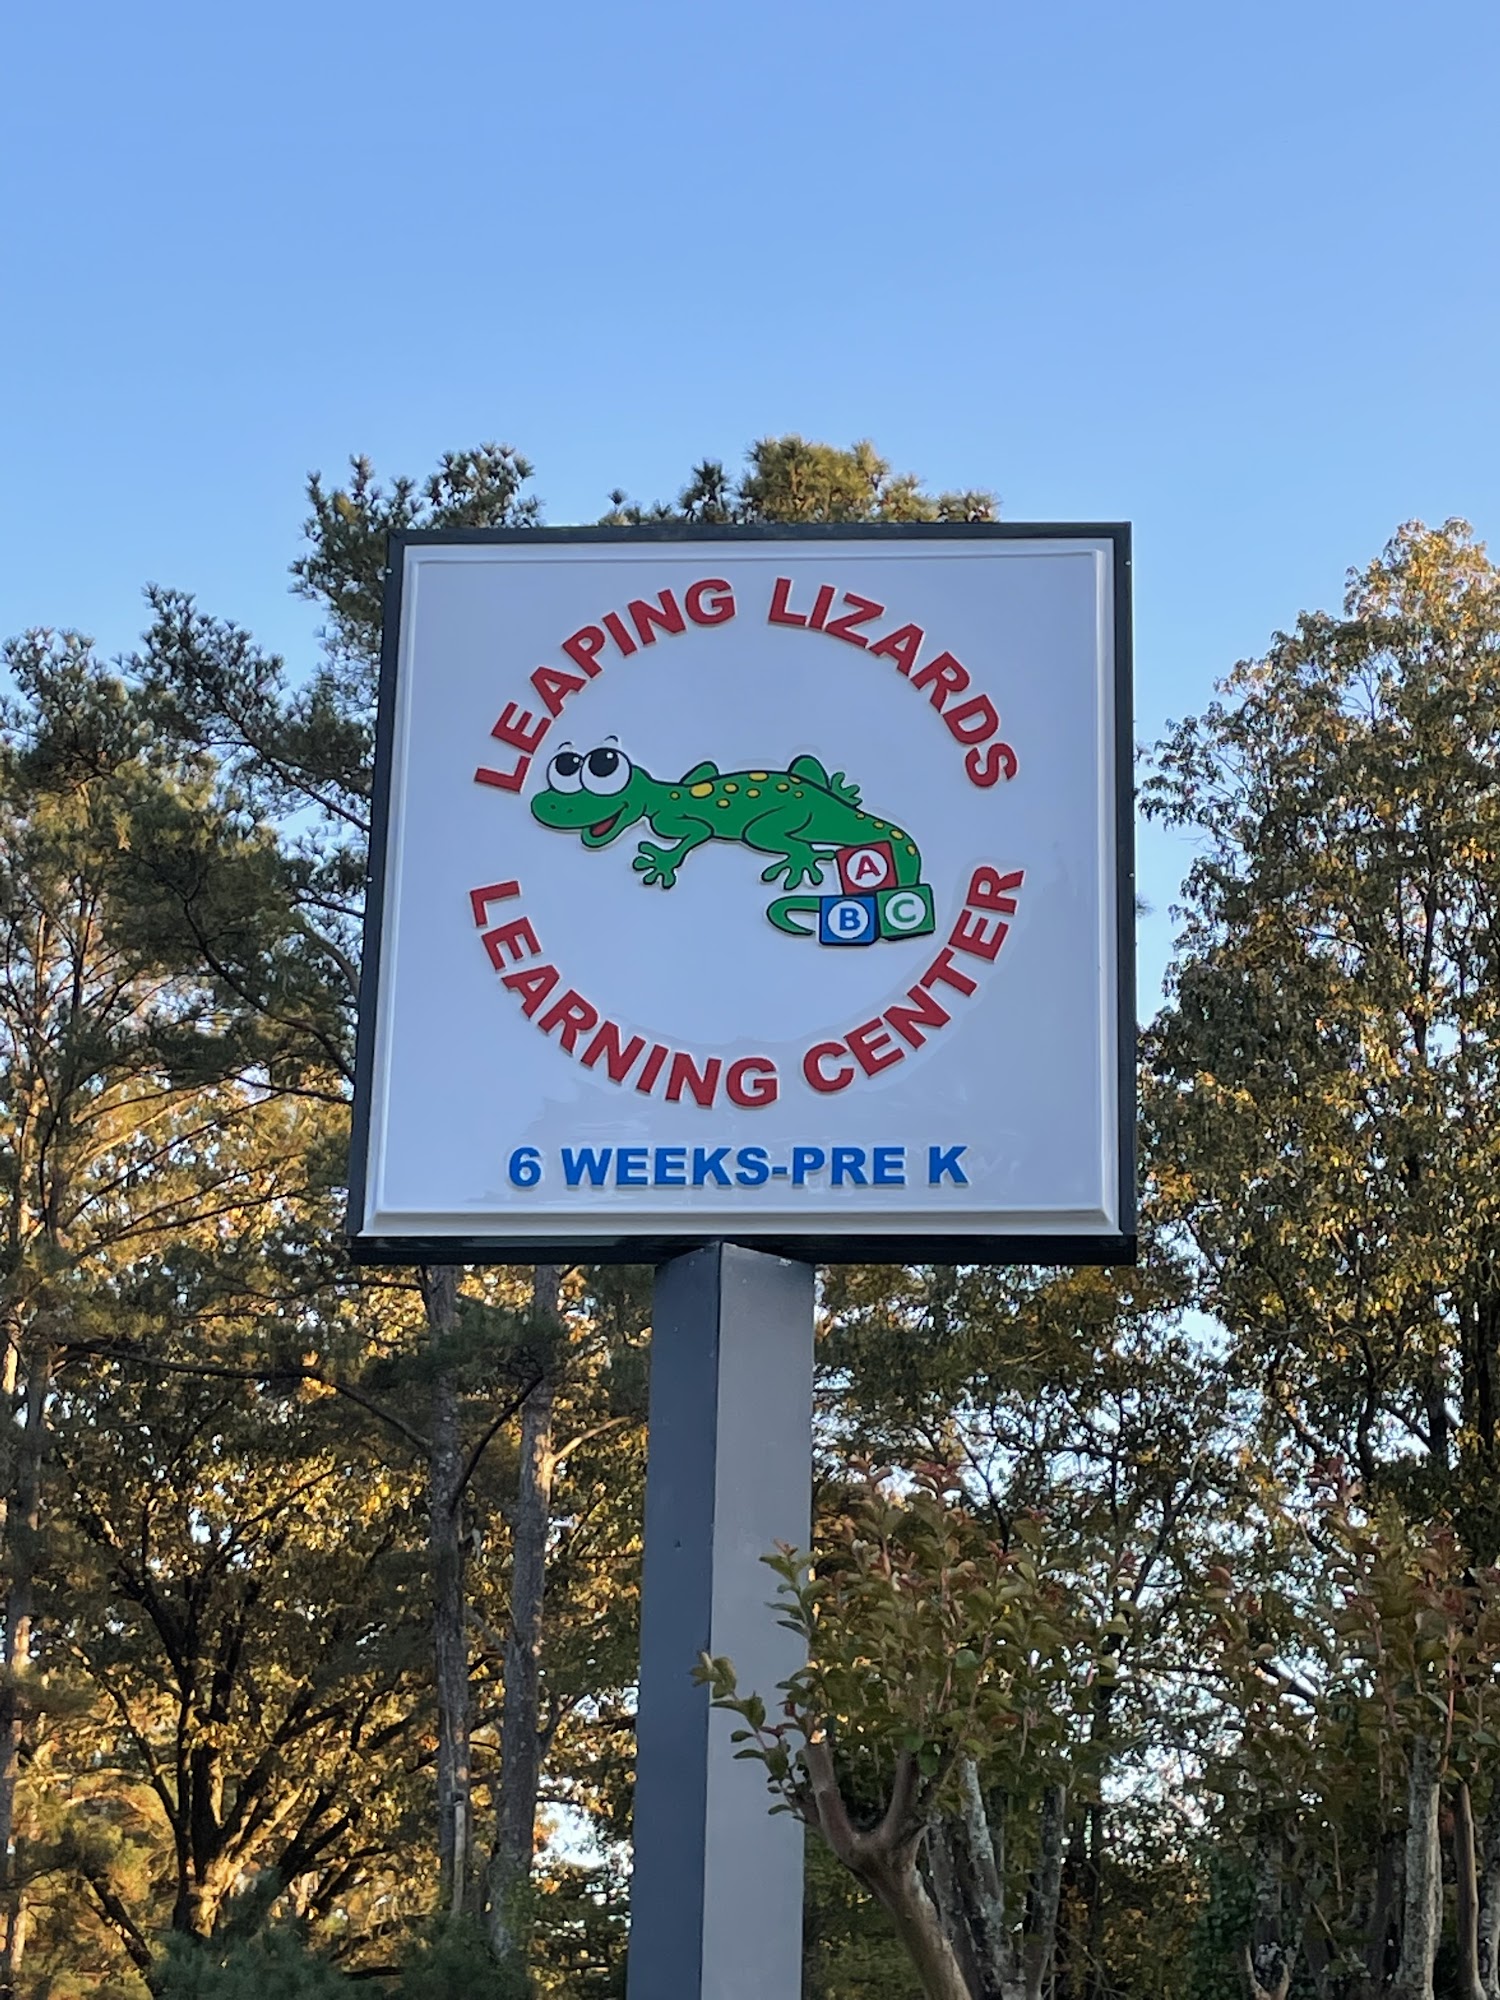 LEAPING LIZARDS
A
B C
LEARNING CENTER
6 WEEKS-PRE K